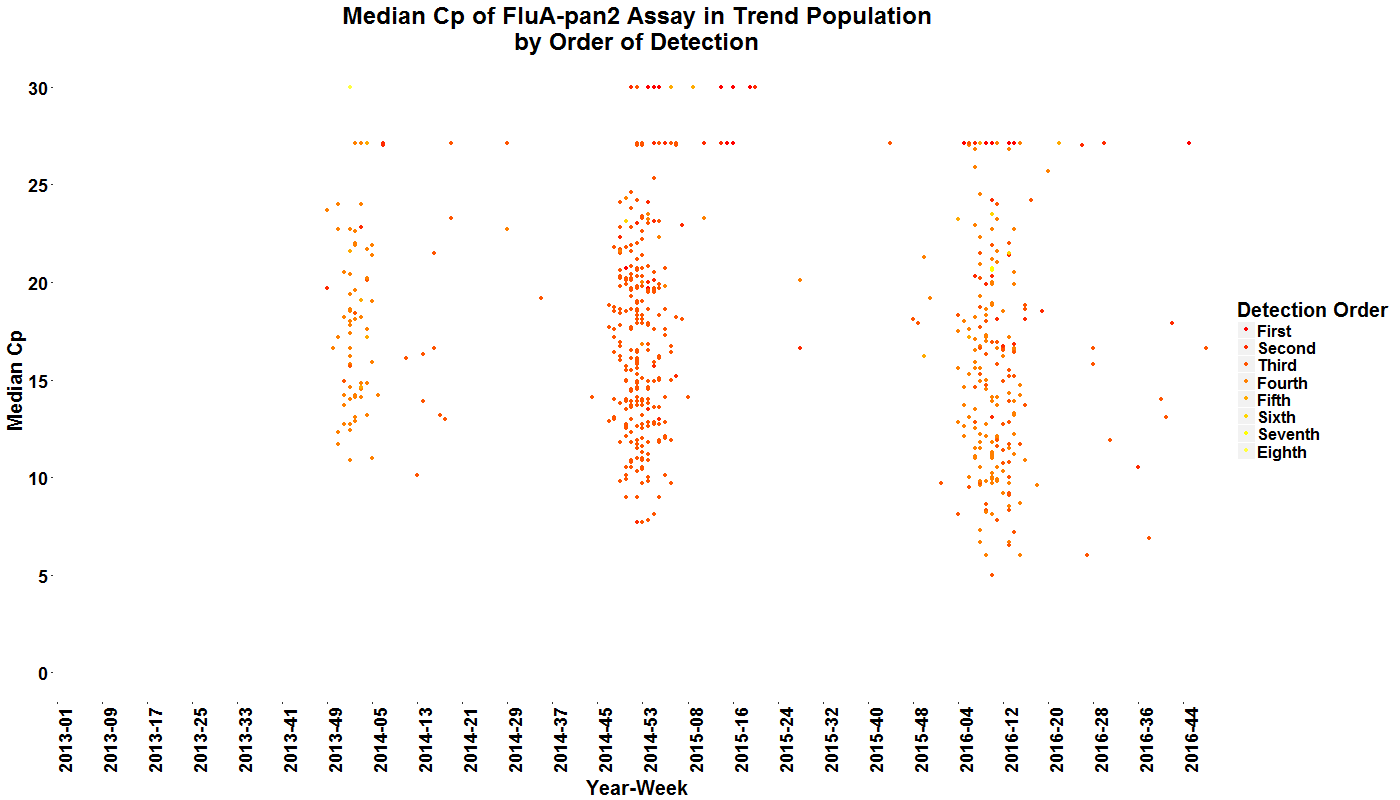 Median Cp of FluA-pan2 Assay in Trend Population
by Order of Detection
Median Cp
30
25
20
15
10
5
0
2013-01
2013-09
2013-17
2013-25
2013-33
2013-41
2013-49
2014-05
2014-13
2014-21
2014-29
2014-37
2014-45
2014-53
2015-08
2015-16
2015-24
2015-32
2015-40
2015-48
2016-04
2016-12
2016-20
2016-28
2016-36
2016-44
Year-Week
Detection Order
First
Second
Third
Fourth
Fifth
Sixth
Seventh
Eighth